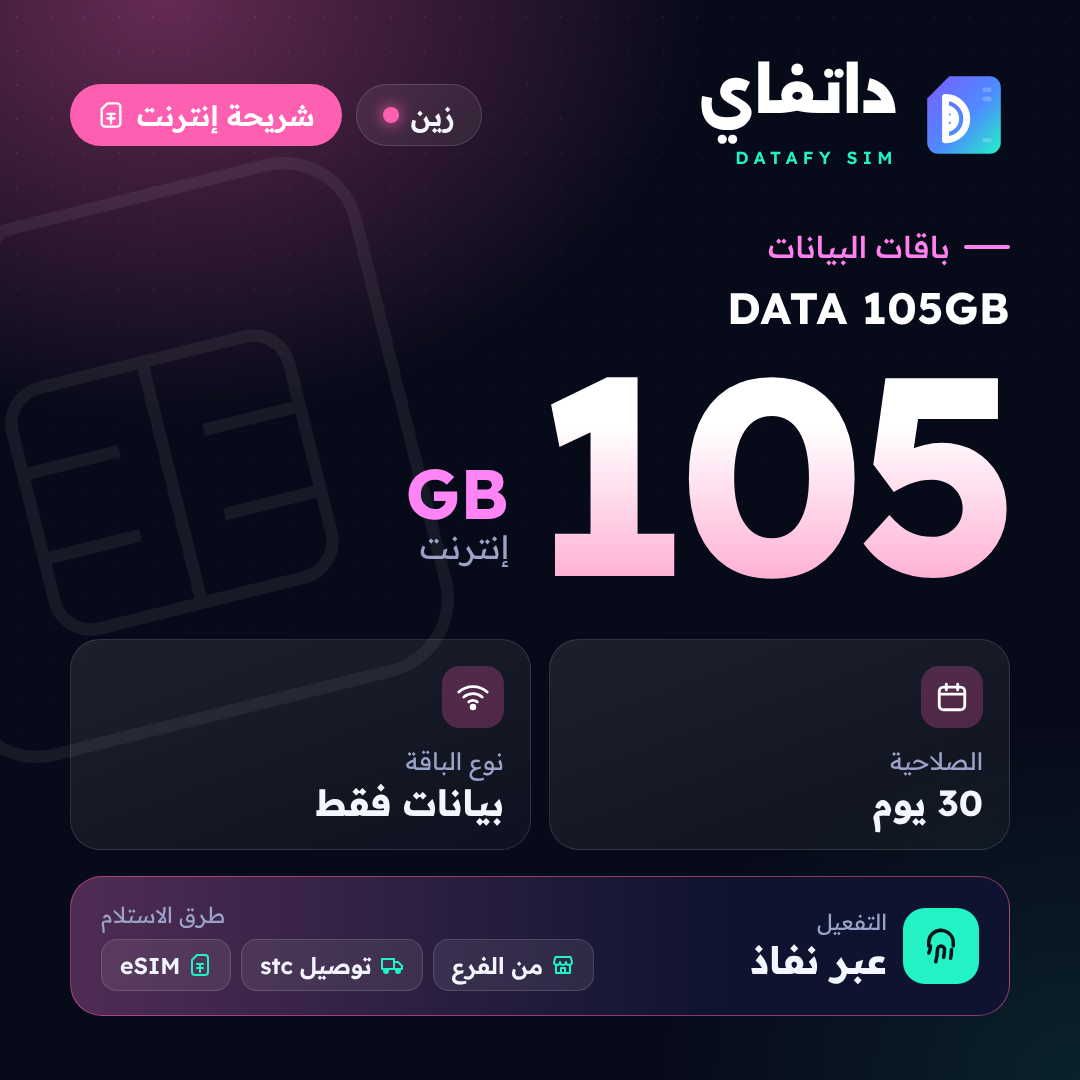 داتفاي
DATAFY SIM
زين
شريحة إنترنت
باقات البيانات
DATA 105GB
105
GB
إنترنت
الصلاحية
30 يوم
نوع الباقة
بيانات فقط
التفعيل
عبر نفاذ
طرق الاستلام
من الفرع
توصيل stc
eSIM